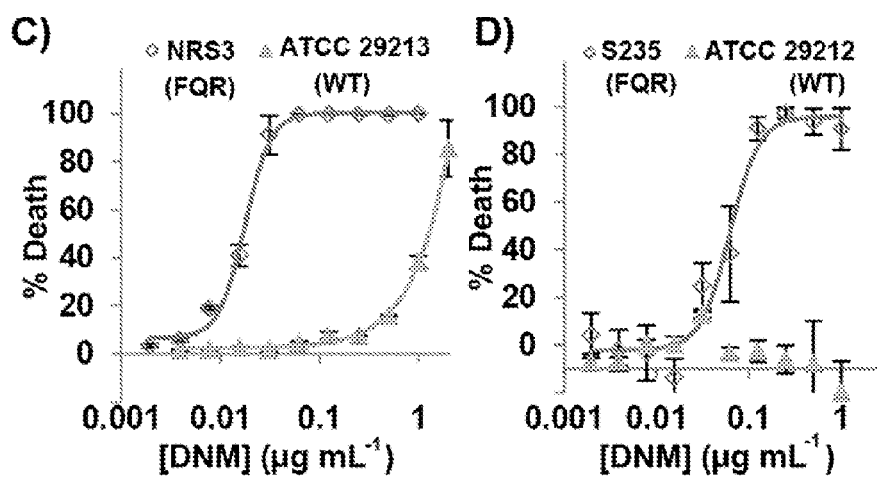 C)
NRS3
(FQR)
ATCC 29213
(WT)
100
80
60
40
20
0
% Death
0.001 0.01 0.1 1
[DNM] (µg mL⁻¹)
D)
S235
(FQR)
ATCC 29212
(WT)
100
80
60
40
20
0
% Death
0.001 0.01 0.1 1
[DNM] (µg mL⁻¹)